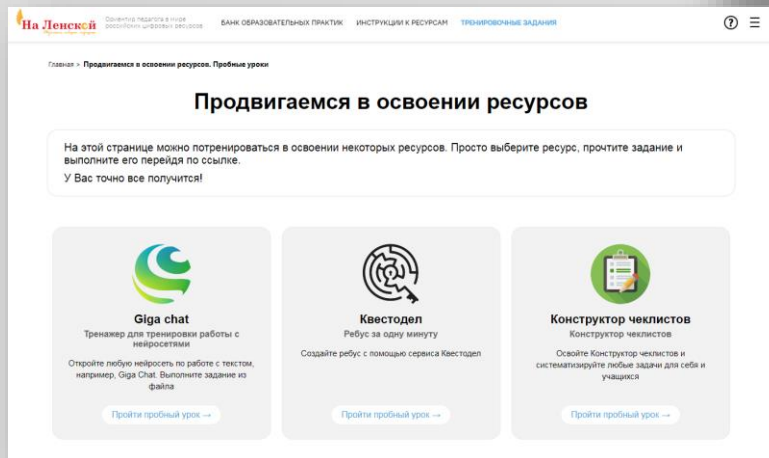 На Ленской
Ориентир педагога в мире
российских цифровых ресурсов
БАНК ОБРАЗОВАТЕЛЬНЫХ ПРАКТИК ИНСТРУКЦИИ К РЕСУРСАМ ТРЕНИРОВОЧНЫЕ ЗАДАНИЯ
Главная > Продвигаемся в освоении ресурсов. Пробные уроки
Продвигаемся в освоении ресурсов
На этой странице можно потренироваться в освоении некоторых ресурсов. Просто выберите ресурс, прочтите задание и
выполните его перейдя по ссылке.
У Вас точно все получится!
Giga chat
Тренажер для тренировки работы с
нейросетями
Откройте любую нейросеть по работе с текстом,
например, Giga Chat. Выполните задание из
файла
Пройти пробный урок →
Квестодел
Ребус за одну минуту
Создайте ребус с помощью сервиса Квестодел
Пройти пробный урок →
Конструктор чеклистов
Конструктор чеклистов
Освойте Конструктор чеклистов и
систематизируйте любые задачи для себя и
учащихся
Пройти пробный урок →